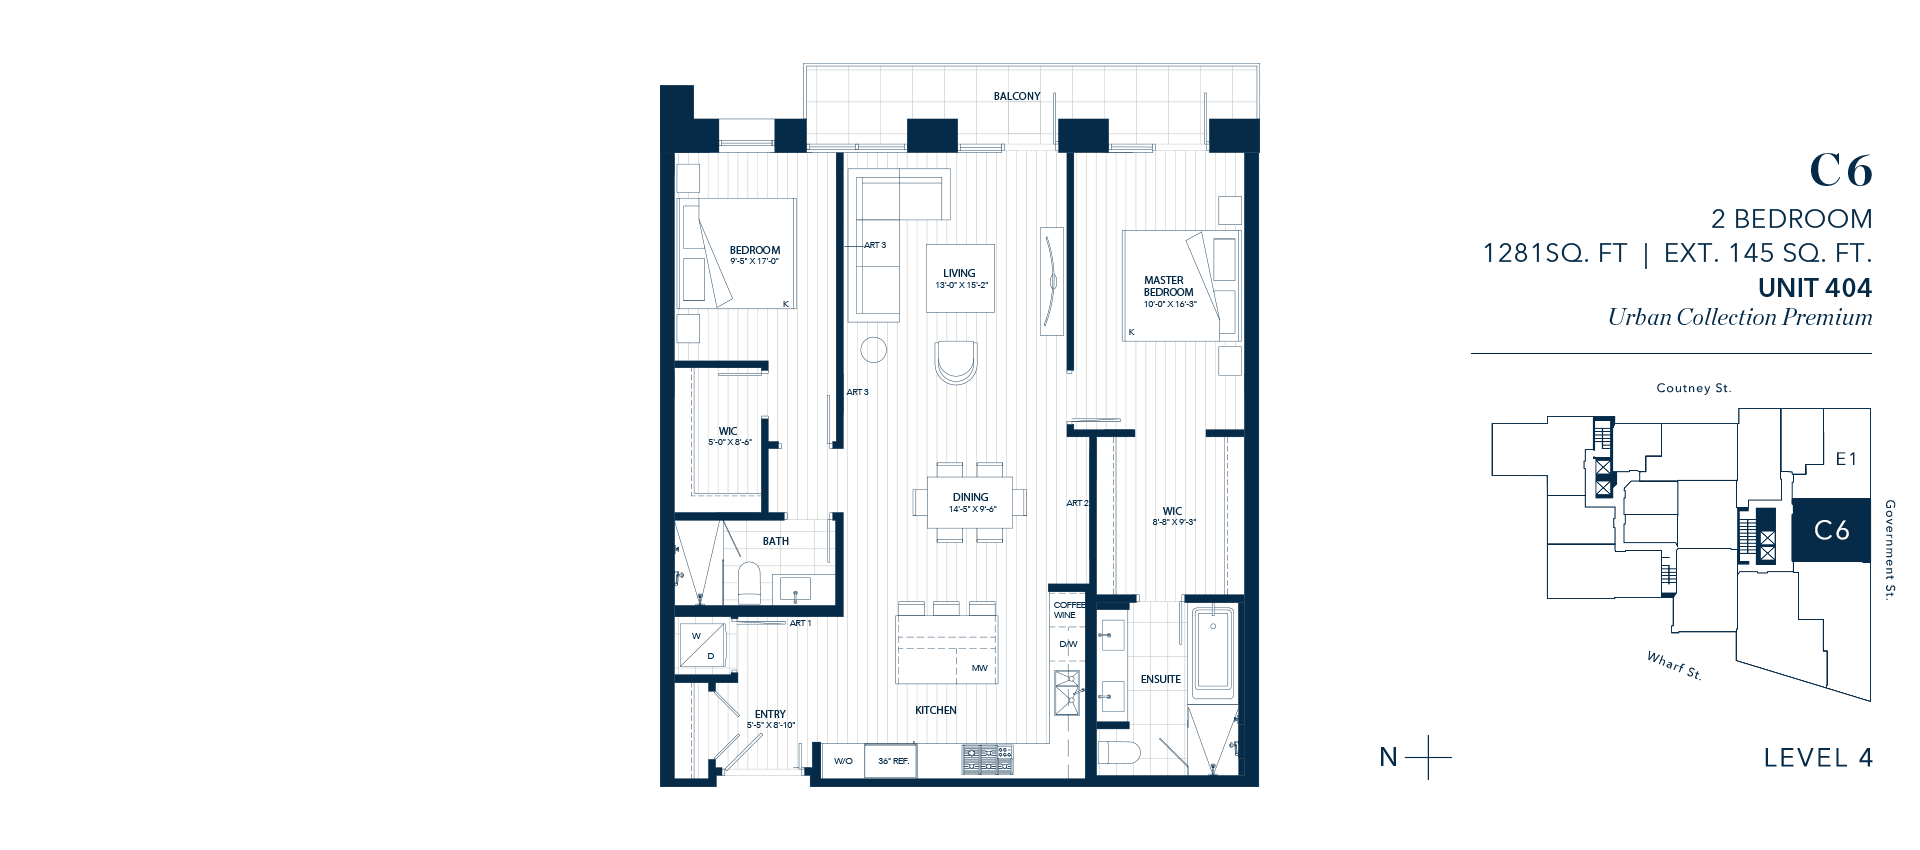 BALCONY
BEDROOM
9'-5" X 17'-0"
K
ART 3
LIVING
13'-0" X 15'-2"
MASTER
BEDROOM
10'-0" X 16'-3"
K
ART 3
WIC
5'-0" X 8'-6"
DINING
14'-5" X 9'-6"
ART 2
WIC
8'-8" X 9'-3"
BATH
ART 1
W
D
COFFEE
WINE
D/W
MW
ENSUITE
ENTRY
5'-5" X 8'-10"
KITCHEN
W/O
36" REF.
C6
2 BEDROOM
1281SQ. FT | EXT. 145 SQ. FT.
UNIT 404
Urban Collection Premium
Coutney St.
E1
C6
Government St.
Wharf St.
N
LEVEL 4